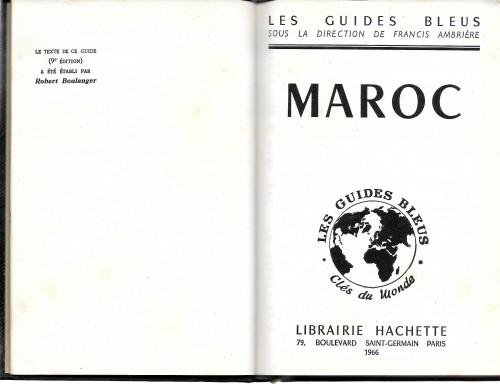 LE TEXTE DE CE GUIDE
(9e ÉDITION)
A ÉTÉ ÉTABLI PAR
Robert Boulanger
LES GUIDES BLEUS
SOUS LA DIRECTION DE FRANCIS AMBRIÈRE
MAROC
LES GUIDES BLEUS
Clés du Monde
LIBRAIRIE HACHETTE
79, BOULEVARD SAINT-GERMAIN PARIS
1966